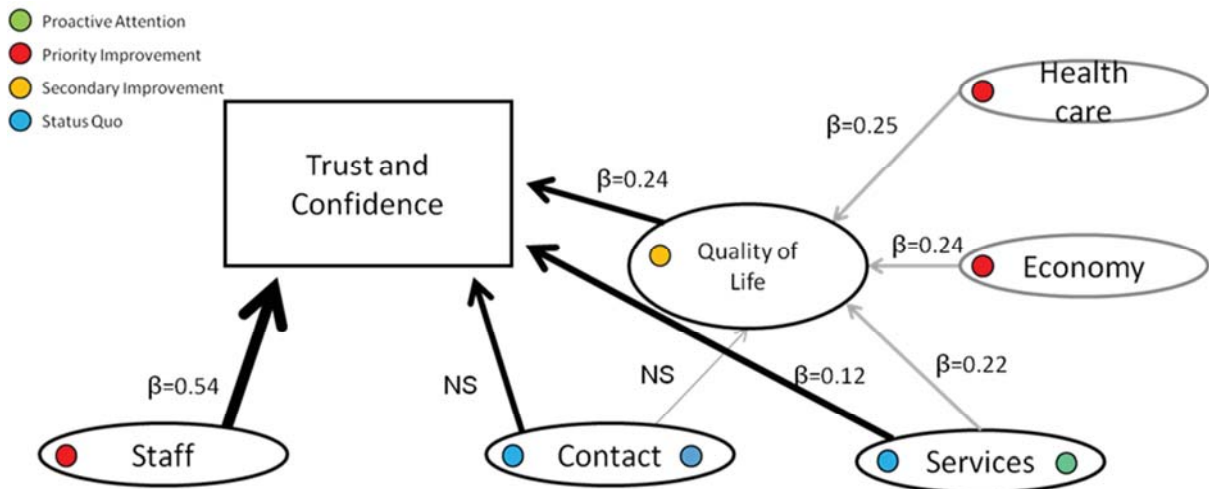 Proactive Attention
Priority Improvement
Secondary Improvement
Status Quo
Health
care
β=0.25
Trust and
Confidence
β=0.24
Quality of
Life
β=0.24
Economy
β=0.54
NS
NS
β=0.12
β=0.22
Staff
Contact
Services